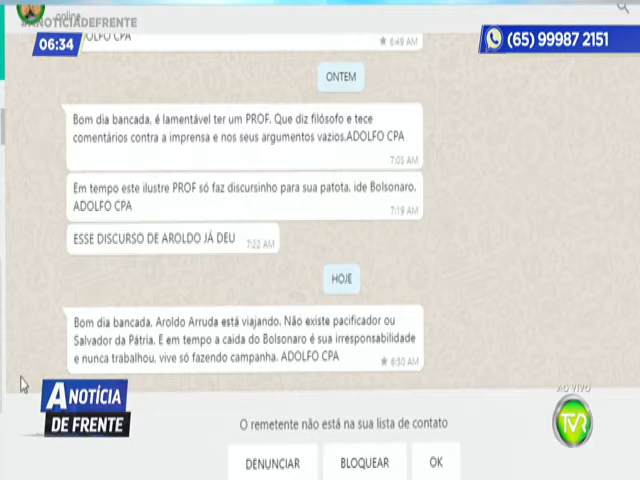 #ANOTICIADEFRENTE
online
06:34
ADOLFO CPA
6:49 AM
(65) 99987 2151
ONTEM
Bom dia bancada, é lamentável ter um PROF. Que diz filósofo e tece
comentários contra a imprensa e nos seus argumentos vazios.ADOLFO CPA
7:05 AM
Em tempo este ilustre PROF só faz discursinho para sua patota, ide Bolsonaro.
ADOLFO CPA
7:19 AM
ESSE DISCURSO DE AROLDO JÁ DEU
7:22 AM
HOJE
Bom dia bancada, Aroldo Arruda está viajando. Não existe pacificador ou
Salvador da Pátria. E em tempo a caida do Bolsonaro é sua irresponsabilidade
e nunca trabalhou, vive só fazendo campanha. ADOLFO CPA
6:30 AM
A NOTÍCIA
DE FRENTE
AO VIVO
TVR
O remetente não está na sua lista de contato
DENUNCIAR
BLOQUEAR
OK